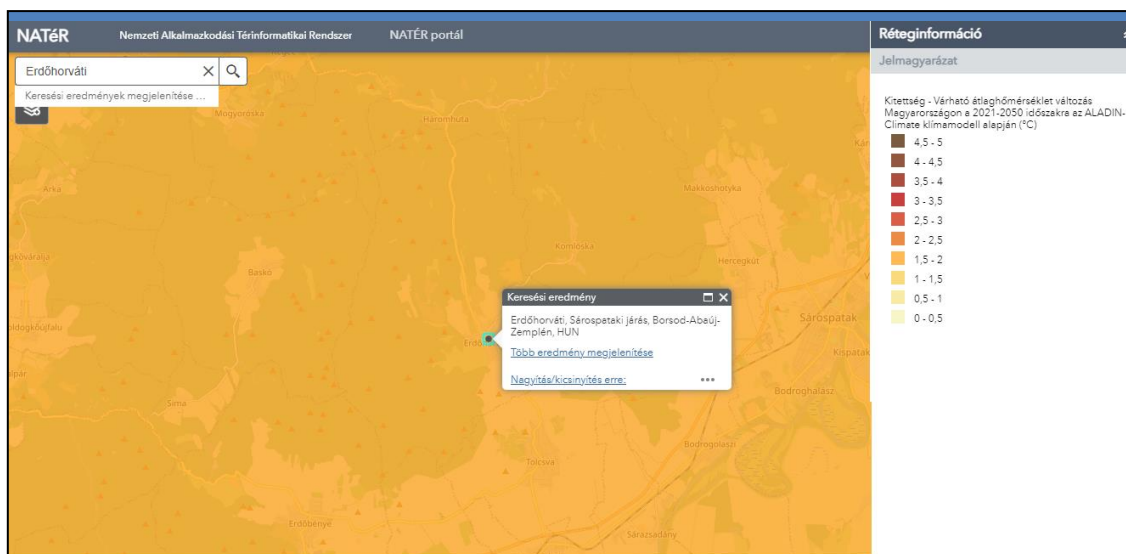 NATéR
Nemzeti Alkalmazkodási Térinformatikai Rendszer
NATÉR portál
Erdőhorváti
Keresési eredmények megjelenítése ...
Mogyoróska
Háromhuta
Arka
Makkoshotyka
Komlóska
Hercegkút
Baskó
Sárospatak
Kispatak
Bodroghalász
Sima
Bodrogolaszi
Tolcsva
Erdőbénye
Sárazsadány
Keresési eredmény
Erdőhorváti, Sárospataki járás, Borsod-Abaúj-
Zemplén, HUN
Több eredmény megjelenítése
Nagyítás/kicsinyítés erre:
Réteginformáció
Jelmagyarázat
Kitettség - Várható átlaghőmérséklet változás
Magyarországon a 2021-2050 időszakra az ALADIN-
Climate klímamodell alapján (°C)
4,5 - 5
4 - 4,5
3,5 - 4
3 - 3,5
2,5 - 3
2 - 2,5
1,5 - 2
1 - 1,5
0,5 - 1
0 - 0,5